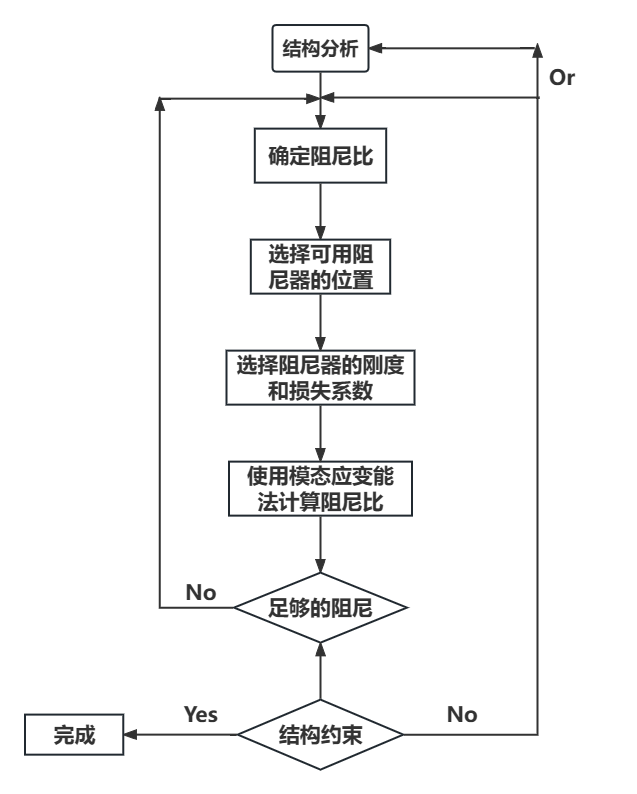 结构分析
Or
确定阻尼比
选择可用阻
尼器的位置
选择阻尼器的刚度
和损失系数
使用模态应变能
法计算阻尼比
No
足够的阻尼
Yes
No
完成
结构约束